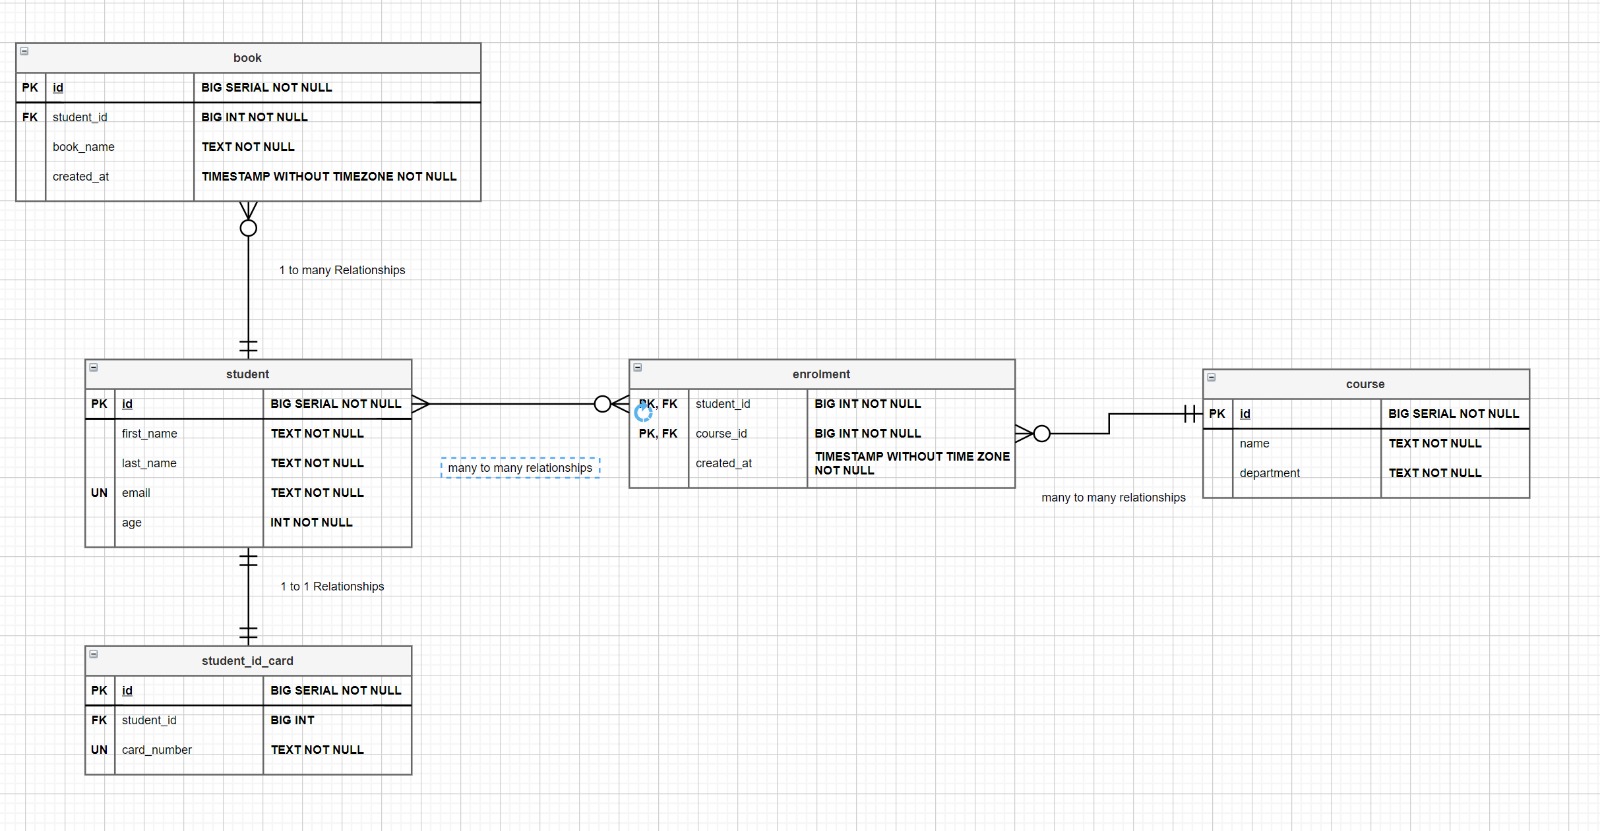 book
PK id BIG SERIAL NOT NULL
FK student_id BIG INT NOT NULL
book_name TEXT NOT NULL
created_at TIMESTAMP WITHOUT TIMEZONE NOT NULL
1 to many Relationships
student
PK id BIG SERIAL NOT NULL
first_name TEXT NOT NULL
last_name TEXT NOT NULL
UN email TEXT NOT NULL
age INT NOT NULL
many to many relationships
enrolment
PK, FK student_id BIG INT NOT NULL
PK, FK course_id BIG INT NOT NULL
created_at TIMESTAMP WITHOUT TIME ZONE
NOT NULL
many to many relationships
course
PK id BIG SERIAL NOT NULL
name TEXT NOT NULL
department TEXT NOT NULL
1 to 1 Relationships
student_id_card
PK id BIG SERIAL NOT NULL
FK student_id BIG INT
UN card_number TEXT NOT NULL